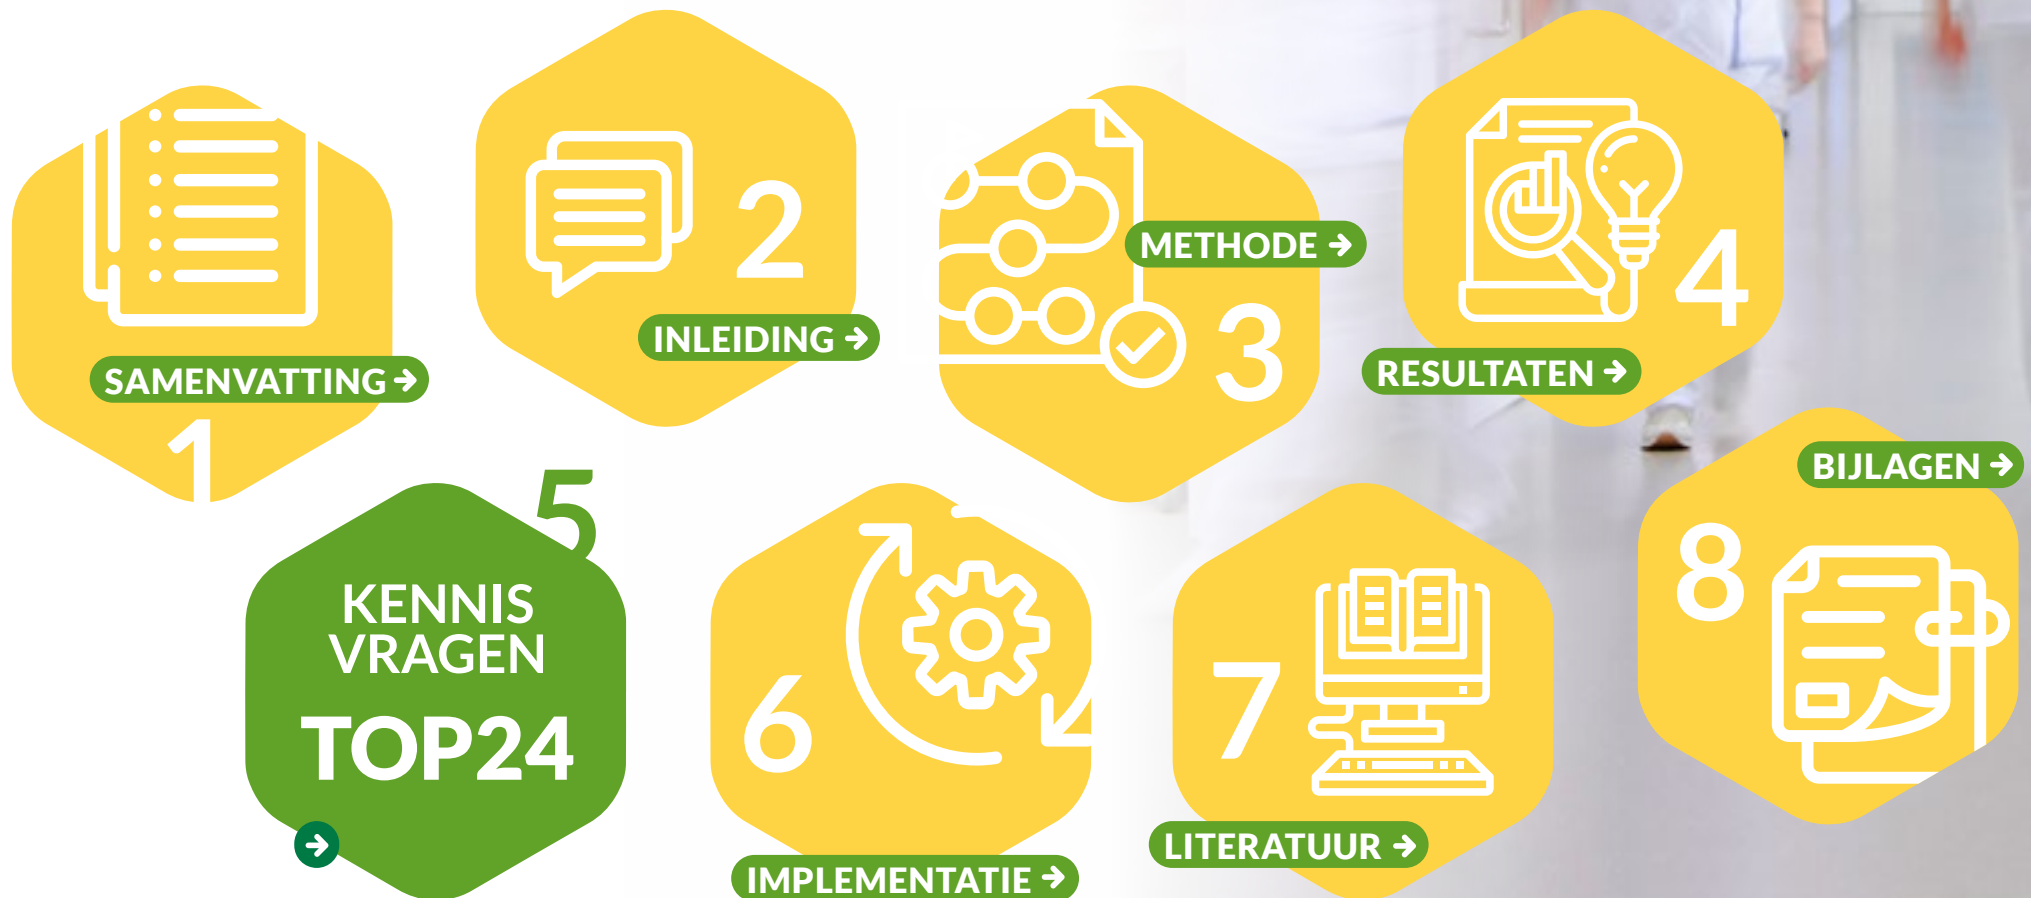 SAMENVATTING →
1
2
INLEIDING →
METHODE →
3
4
RESULTATEN →
5
KENNIS
VRAGEN
TOP24
→
6
IMPLEMENTATIE →
7
LITERATUUR →
BIJLAGEN →
8